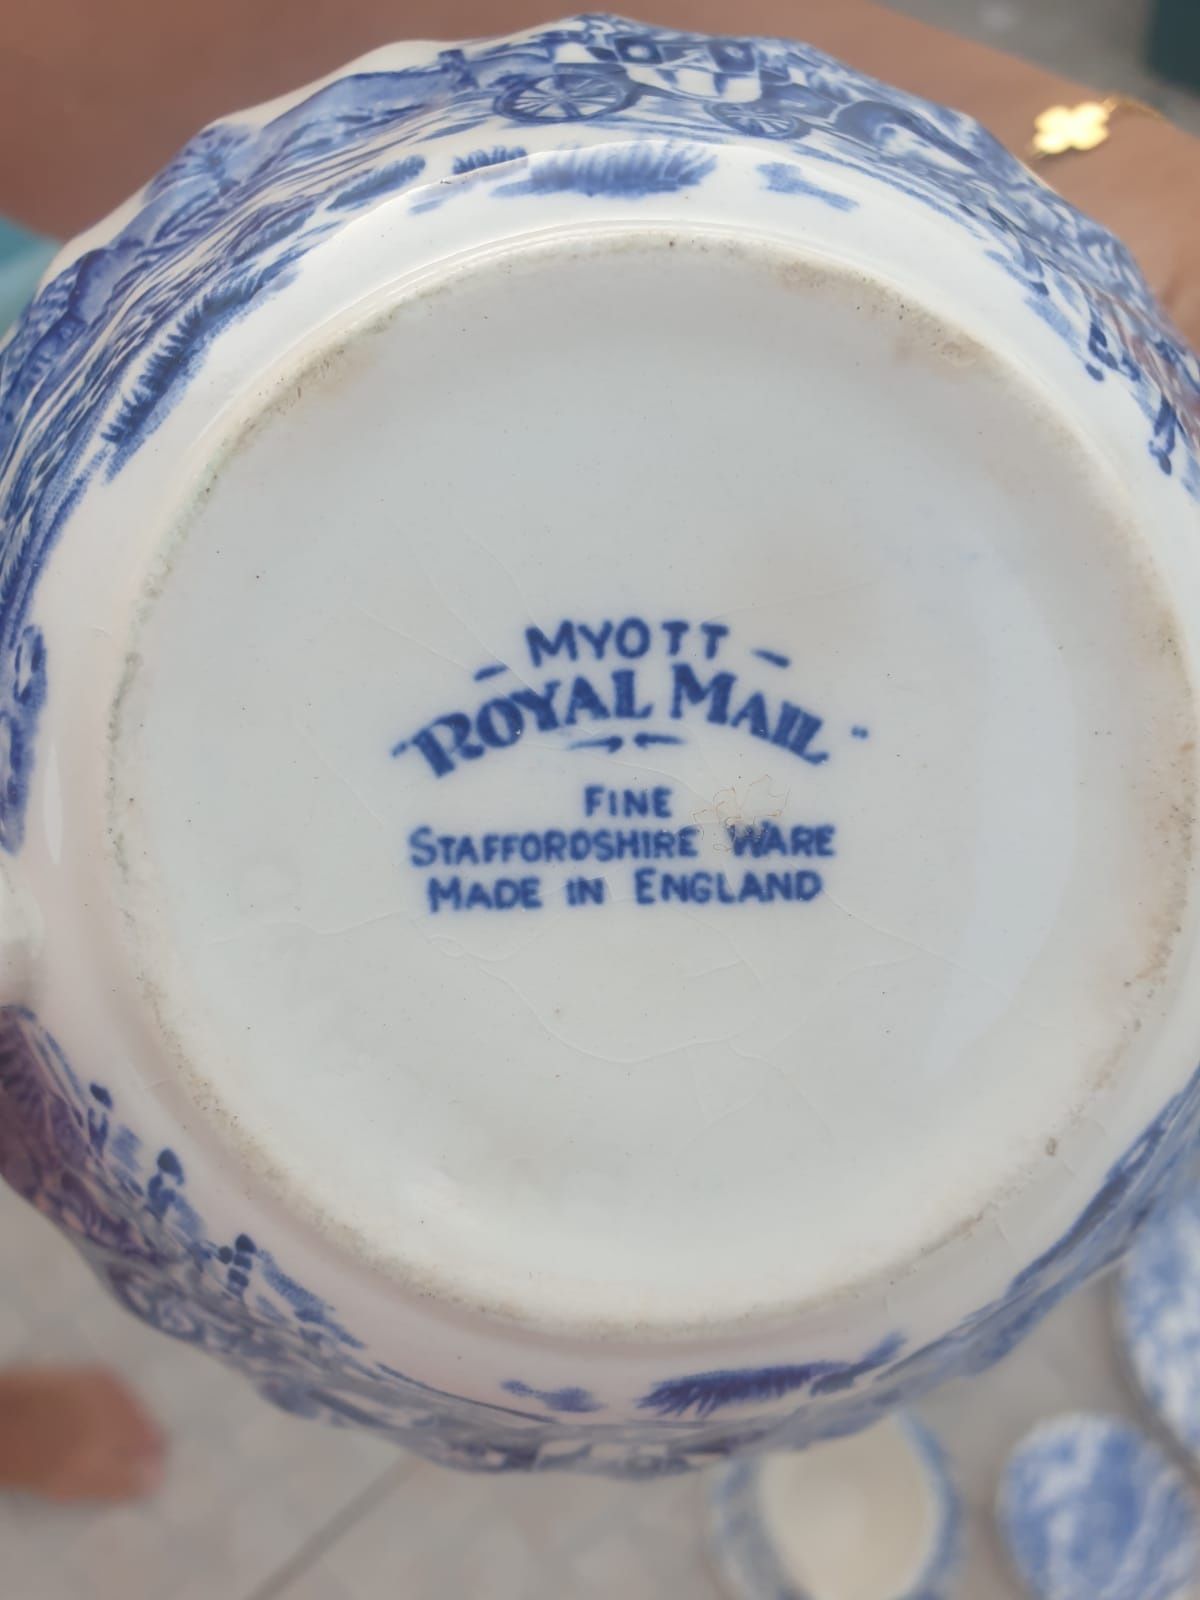 - MYOTT -
"ROYAL MAIL"
FINE
STAFFORDSHIRE WARE
MADE IN ENGLAND